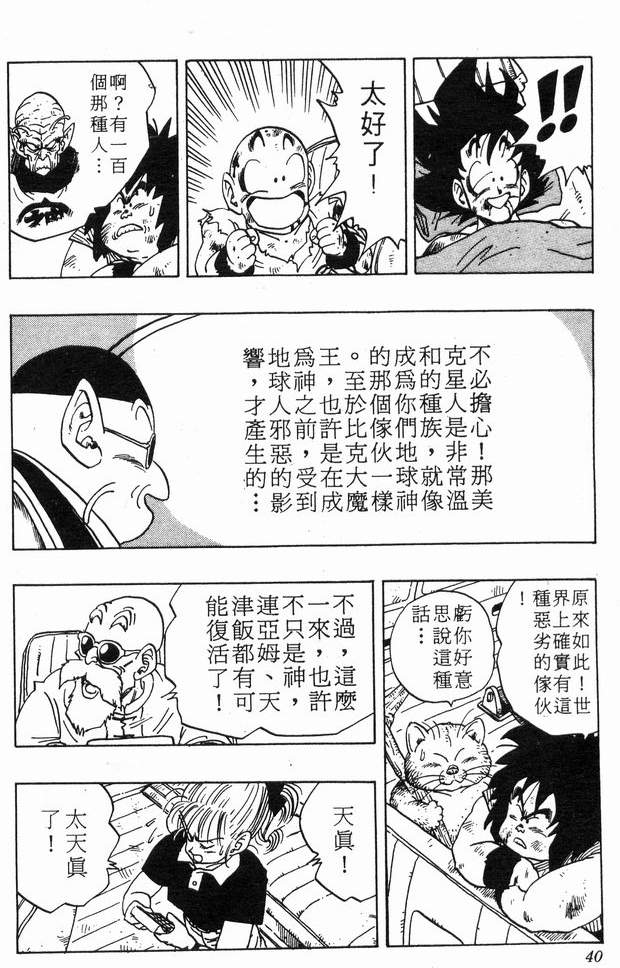 !!
太好了!
啊?有一百
個那種人…
不必擔心!那美
克星人是非常溫
和的種族,就像
成爲你們地球神
的那個傢伙一樣
。至於比克大魔
王,也許是在成
爲神之前,受到
地球人邪惡的影
響,才產生的…
原來如此!世
界上確實有這
種惡劣的傢伙
!
虧你好意
思說這種
話…
不過,這麼
一來,也許
不只是神,
連亞姆、天
津飯都有可
能復活了!
天眞!
太天眞
了!
40